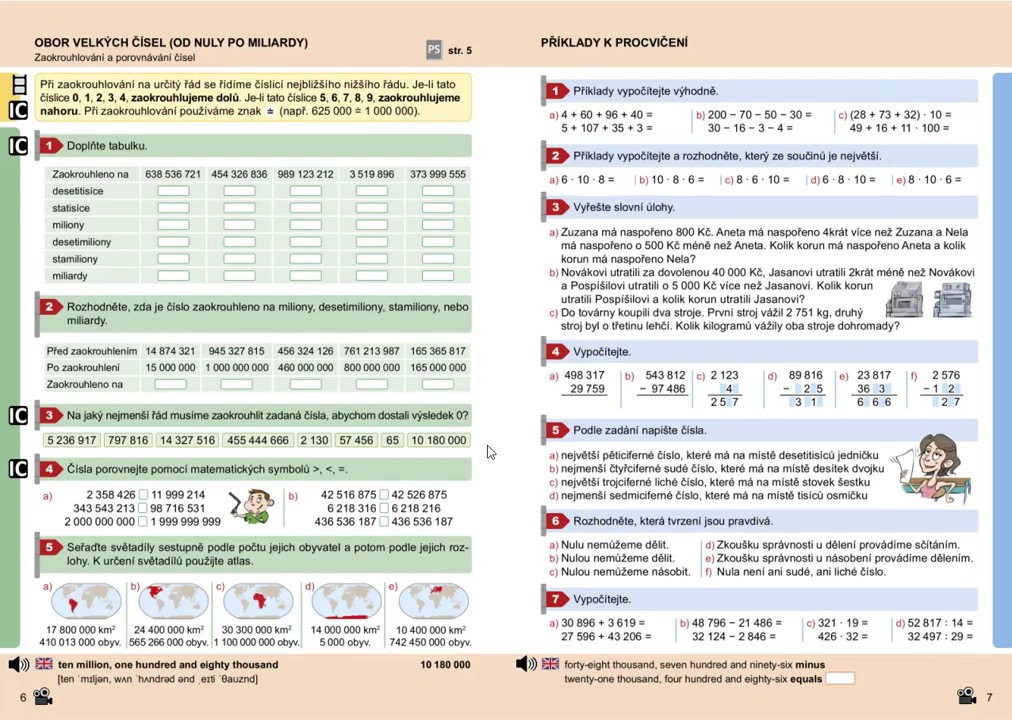 OBOR VELKÝCH ČÍSEL (OD NULY PO MILIARDY)
Zaokrouhlování a porovnávání čísel
PS str. 5
Při zaokrouhlování na určitý řád se řídíme číslicí nejbližšího nižšího řádu. Je-li tato
číslice 0, 1, 2, 3, 4, zaokrouhlujeme dolů. Je-li tato číslice 5, 6, 7, 8, 9, zaokrouhlujeme
nahoru. Při zaokrouhlování používáme znak ≐ (např. 625 000 ≐ 1 000 000).
IC
IC
1 Doplňte tabulku.
Zaokrouhleno na 638 536 721 454 326 836 989 123 212 3 519 896 373 999 555
desetitisíce
statisíce
miliony
desetimiliony
stamiliony
miliardy
2 Rozhodněte, zda je číslo zaokrouhleno na miliony, desetimiliony, stamiliony, nebo
miliardy.
Před zaokrouhlením 14 874 321 945 327 815 456 324 126 761 213 987 165 365 817
Po zaokrouhlení 15 000 000 1 000 000 000 460 000 000 800 000 000 165 000 000
Zaokrouhleno na
IC
3 Na jaký nejmenší řád musíme zaokrouhlit zadaná čísla, abychom dostali výsledek 0?
5 236 917 797 816 14 327 516 455 444 666 2 130 57 456 65 10 180 000
IC
4 Čísla porovnejte pomocí matematických symbolů >, <, =.
a) 2 358 426 11 999 214 b) 42 516 875 42 526 875
343 543 213 98 716 531 6 218 316 6 218 216
2 000 000 000 1 999 999 999 436 536 187 436 536 187
5 Seřaďte světadíly sestupně podle počtu jejich obyvatel a potom podle jejich roz-
lohy. K určení světadílů použijte atlas.
a) b) c) d) e)
17 800 000 km² 24 400 000 km² 30 300 000 km² 14 000 000 km² 10 400 000 km²
410 013 000 obyv. 565 266 000 obyv. 1 100 000 000 obyv. 5 000 obyv. 742 450 000 obyv.
ten million, one hundred and eighty thousand 10 180 000
[ten ˈmɪljən, wʌn ˈhʌndrəd ənd ˌeɪti ˈθaʊznd]
6
PŘÍKLADY K PROCVIČENÍ
1 Příklady vypočítejte výhodně.
a) 4 + 60 + 96 + 40 = b) 200 − 70 − 50 − 30 = c) (28 + 73 + 32) · 10 =
5 + 107 + 35 + 3 = 30 − 16 − 3 − 4 = 49 + 16 + 11 · 100 =
2 Příklady vypočítejte a rozhodněte, který ze součinů je největší.
a) 6 · 10 · 8 = b) 10 · 8 · 6 = c) 8 · 6 · 10 = d) 6 · 8 · 10 = e) 8 · 10 · 6 =
3 Vyřešte slovní úlohy.
a) Zuzana má naspořeno 800 Kč. Aneta má naspořeno 4krát více než Zuzana a Nela
má naspořeno o 500 Kč méně než Aneta. Kolik korun má naspořeno Aneta a kolik
korun má naspořeno Nela?
b) Novákovi utratili za dovolenou 40 000 Kč, Jasanovi utratili 2krát méně než Novákovi
a Pospíšilovi utratili o 5 000 Kč více než Jasanovi. Kolik korun
utratili Pospíšilovi a kolik korun utratili Jasanovi?
c) Do továrny koupili dva stroje. První stroj vážil 2 751 kg, druhý
stroj byl o třetinu lehčí. Kolik kilogramů vážily oba stroje dohromady?
4 Vypočítejte.
a) 498 317 b) 543 812 c) 2 123 d) 89 816 e) 23 817 f) 2 576
29 759 − 97 486 4 − 2 5 36 3 − 1 2
2 5 7 3 1 6 6 6 2 7
5 Podle zadání napište čísla.
a) největší pěticiferné číslo, které má na místě desetitisíců jedničku
b) nejmenší čtyřciferné sudé číslo, které má na místě desítek dvojku
c) největší trojciferné liché číslo, které má na místě stovek šestku
d) nejmenší sedmiciferné číslo, které má na místě tisíců osmičku
6 Rozhodněte, která tvrzení jsou pravdivá.
a) Nulu nemůžeme dělit. d) Zkoušku správnosti u dělení provádíme sčítáním.
b) Nulou nemůžeme dělit. e) Zkoušku správnosti u násobení provádíme dělením.
c) Nulou nemůžeme násobit. f) Nula není ani sudé, ani liché číslo.
7 Vypočítejte.
a) 30 896 + 3 619 = b) 48 796 − 21 486 = c) 321 · 19 = d) 52 817 : 14 =
27 596 + 43 206 = 32 124 − 2 846 = 426 · 32 = 32 497 : 29 =
forty-eight thousand, seven hundred and ninety-six minus
twenty-one thousand, four hundred and eighty-six equals
7